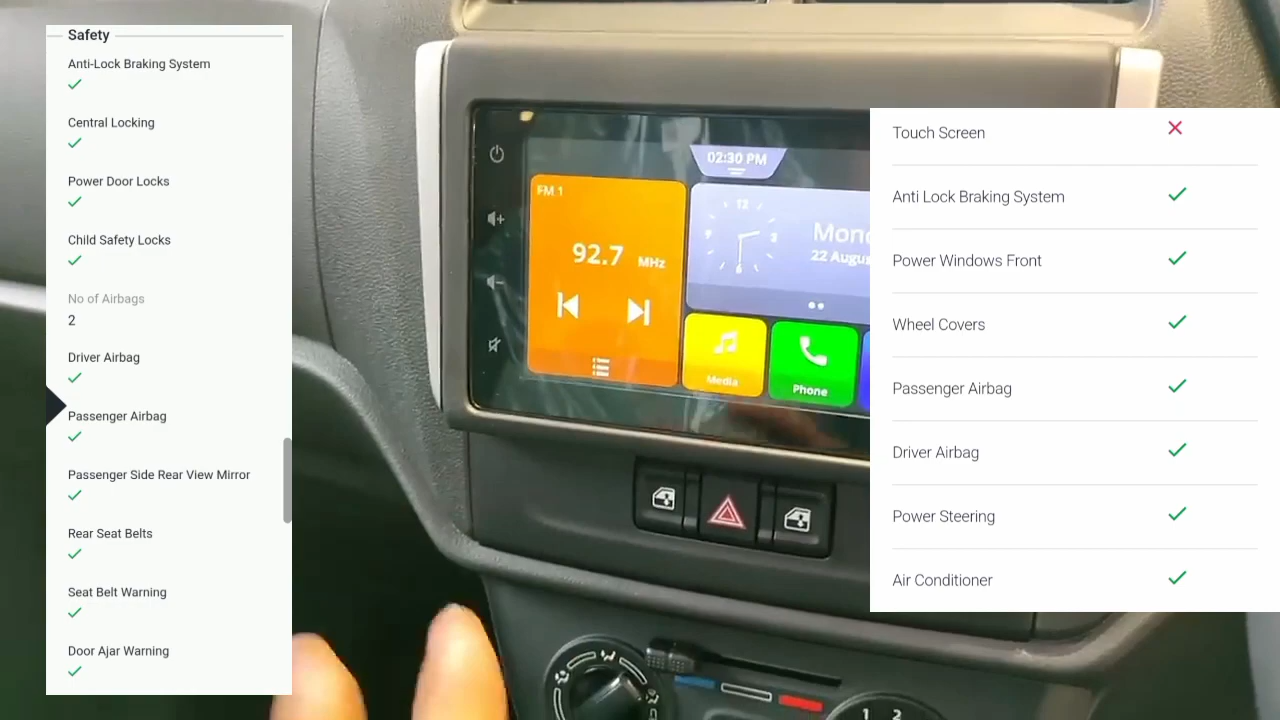 Safety
Anti-Lock Braking System
Central Locking
Power Door Locks
Child Safety Locks
No of Airbags
2
Driver Airbag
Passenger Airbag
Passenger Side Rear View Mirror
Rear Seat Belts
Seat Belt Warning
Door Ajar Warning
02:30 PM
FM 1
92.7 MHz
12
3
6
9
Mon
22 Augu
Media
Phone
1 2
Touch Screen
Anti Lock Braking System
Power Windows Front
Wheel Covers
Passenger Airbag
Driver Airbag
Power Steering
Air Conditioner